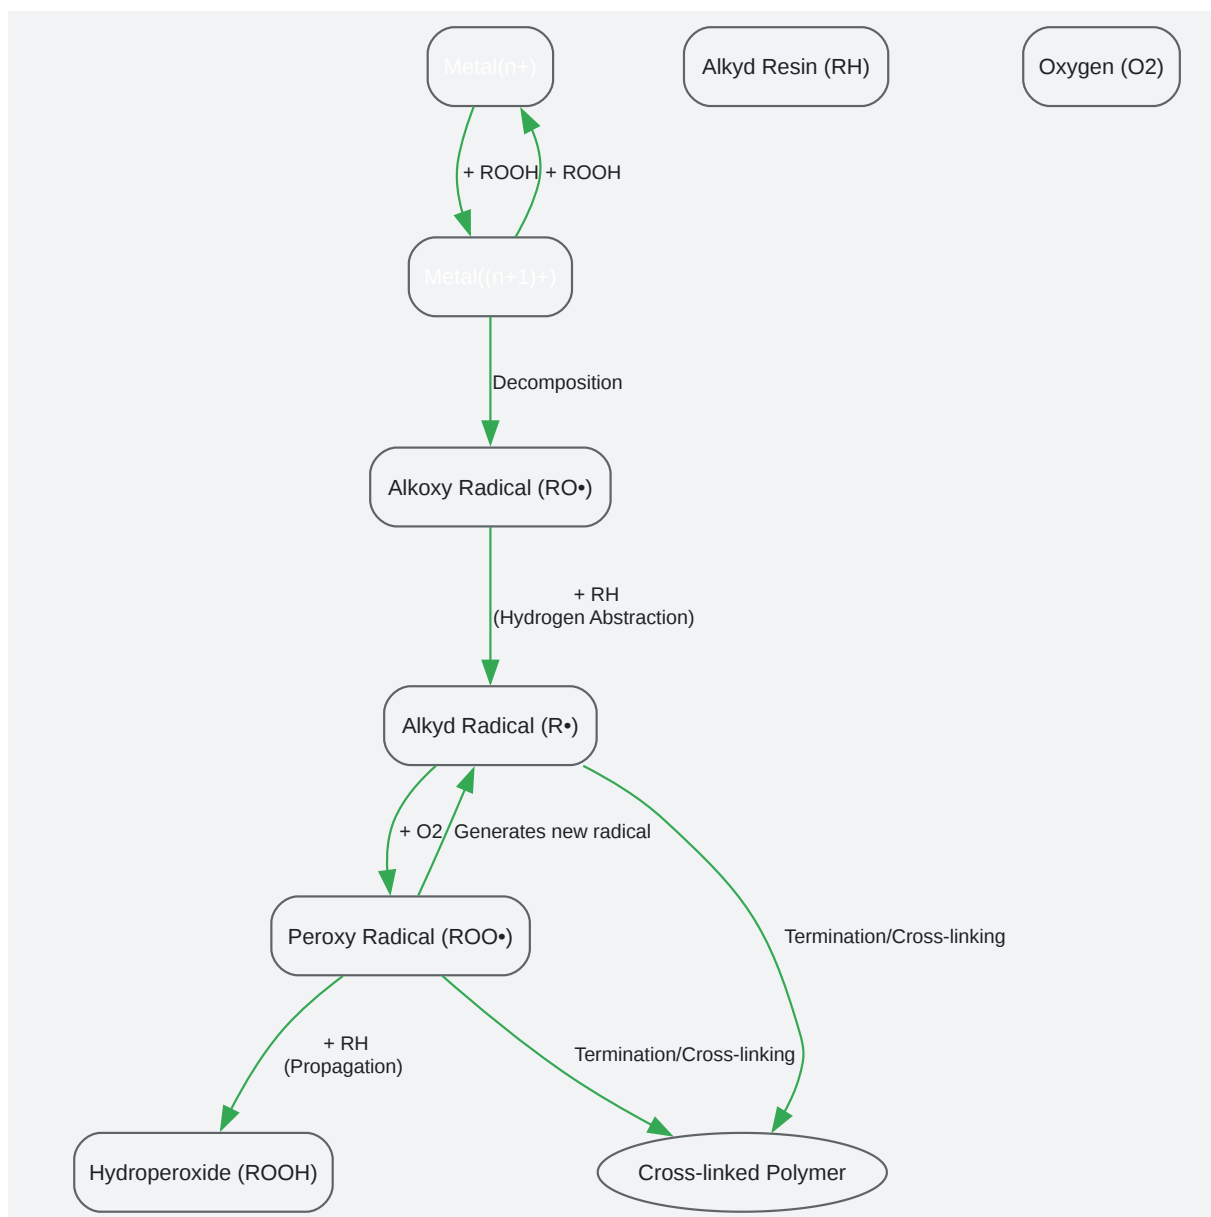 Metal(n+)
Alkyd Resin (RH)
Oxygen (O2)
+ ROOH
+ ROOH
Metal((n+1)+)
Decomposition
Alkoxy Radical (RO•)
+ RH
(Hydrogen Abstraction)
Alkyd Radical (R•)
+ O2
Generates new radical
Peroxy Radical (ROO•)
Termination/Cross-linking
+ RH
(Propagation)
Termination/Cross-linking
Hydroperoxide (ROOH)
Cross-linked Polymer